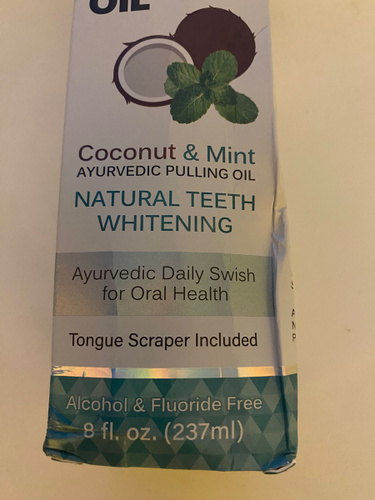 OIL
Coconut & Mint
AYURVEDIC PULLING OIL
NATURAL TEETH
WHITENING
Ayurvedic Daily Swish
for Oral Health
Tongue Scraper Included
Alcohol & Fluoride Free
8 fl. oz. (237ml)